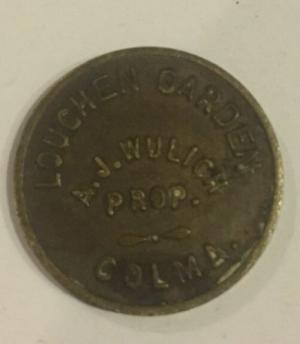 LOUCHEN GARDEN
A. J. WULICH
PROP.
COLMA.